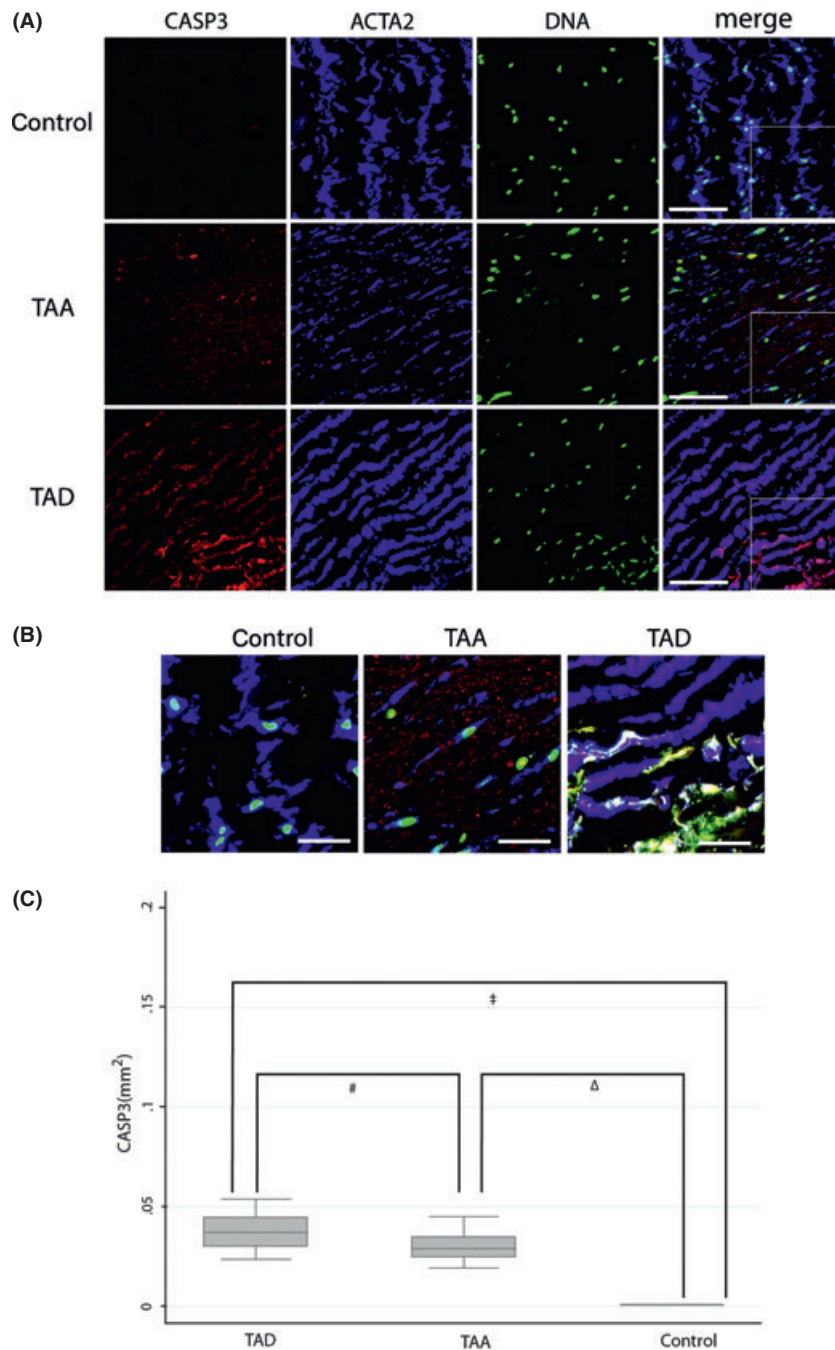 (A)
CASP3 ACTA2 DNA merge
Control
TAA
TAD
(B)
Control TAA TAD
(C)
.2
.15
.1
.05
0
CASP3(mm²)
‡
# Δ
TAD TAA Control